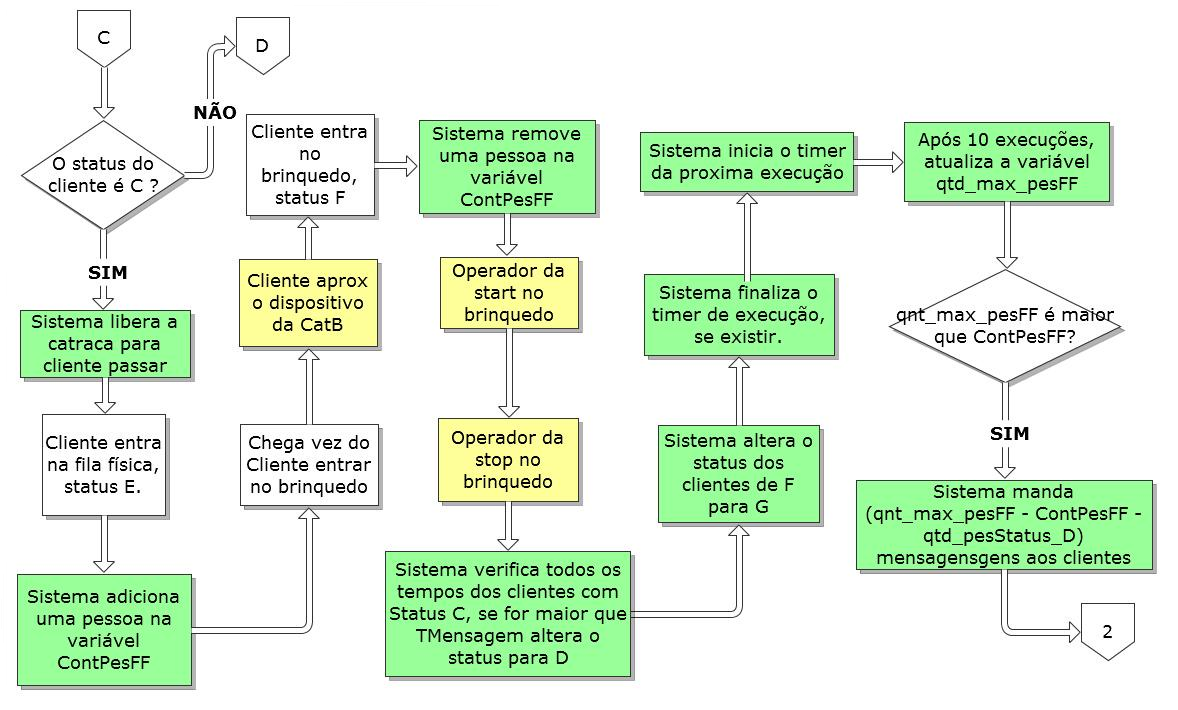 C
D
NÃO
O status do
cliente é C ?
SIM
Sistema libera a
catraca para
cliente passar
Cliente entra
na fila física,
status E.
Sistema adiciona
uma pessoa na
variável
ContPesFF
Chega vez do
Cliente entrar
no brinquedo
Cliente aprox
o dispositivo
da CatB
Cliente entra
no
brinquedo,
status F
Sistema remove
uma pessoa na
variável
ContPesFF
Operador da
start no
brinquedo
Operador da
stop no
brinquedo
Sistema verifica todos os
tempos dos clientes com
Status C, se for maior que
TMensagem altera o
status para D
Sistema altera o
status dos
clientes de F
para G
Sistema finaliza o
timer de execução,
se existir.
Sistema inicia o timer
da proxima execução
Após 10 execuções,
atualiza a variável
qtd_max_pesFF
qnt_max_pesFF é maior
que ContPesFF?
SIM
Sistema manda
(qnt_max_pesFF - ContPesFF -
qtd_pesStatus_D)
mensagensgens aos clientes
2